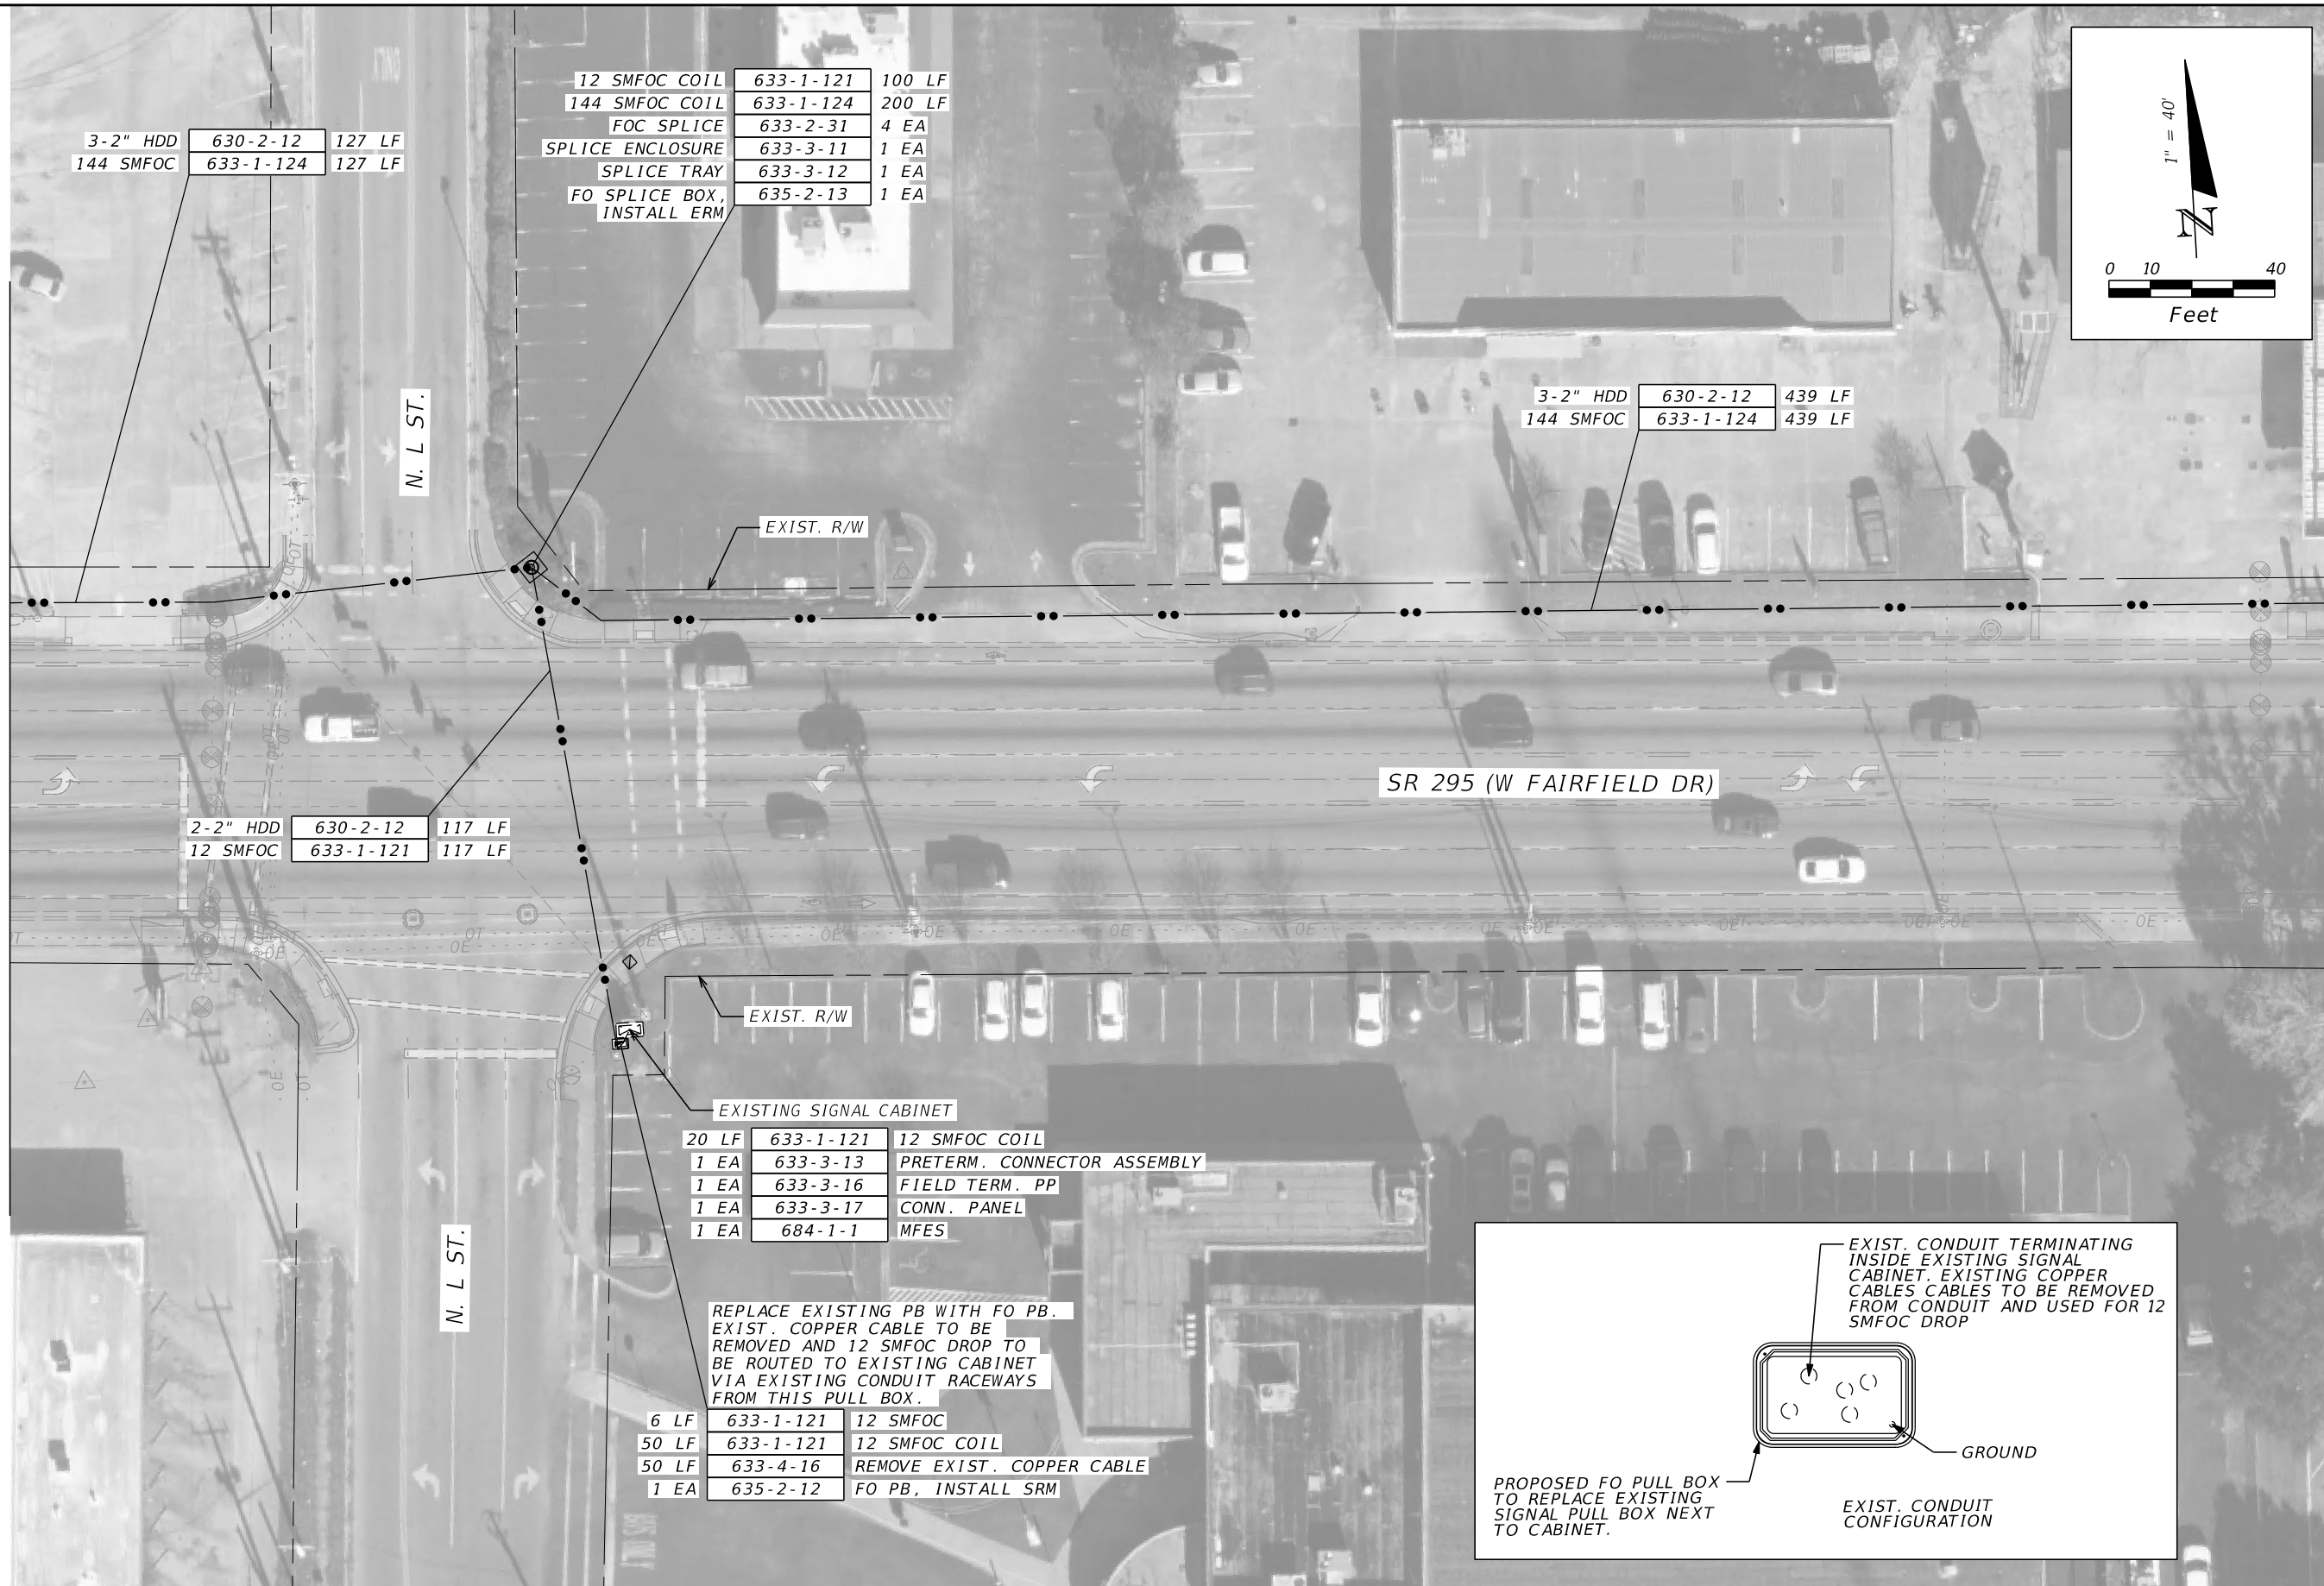 12 SMFOC COIL 633-1-121 100 LF
144 SMFOC COIL 633-1-124 200 LF
FOC SPLICE 633-2-31 4 EA
SPLICE ENCLOSURE 633-3-11 1 EA
SPLICE TRAY 633-3-12 1 EA
FO SPLICE BOX, 635-2-13 1 EA
INSTALL ERM
3-2" HDD 630-2-12 127 LF
144 SMFOC 633-1-124 127 LF
1" = 40'
N
0 10 40
Feet
ONLY
N. L ST.
3-2" HDD 630-2-12 439 LF
144 SMFOC 633-1-124 439 LF
EXIST. R/W
SR 295 (W FAIRFIELD DR)
2-2" HDD 630-2-12 117 LF
12 SMFOC 633-1-121 117 LF
OT
OE
OT
OE
OE
OE
OE
OE
OE
OE
EXIST. R/W
OE
OT
EXISTING SIGNAL CABINET
20 LF 633-1-121 12 SMFOC COIL
1 EA 633-3-13 PRETERM. CONNECTOR ASSEMBLY
1 EA 633-3-16 FIELD TERM. PP
1 EA 633-3-17 CONN. PANEL
1 EA 684-1-1 MFES
N. L ST.
REPLACE EXISTING PB WITH FO PB.
EXIST. COPPER CABLE TO BE
REMOVED AND 12 SMFOC DROP TO
BE ROUTED TO EXISTING CABINET
VIA EXISTING CONDUIT RACEWAYS
FROM THIS PULL BOX.
6 LF 633-1-121 12 SMFOC
50 LF 633-1-121 12 SMFOC COIL
50 LF 633-4-16 REMOVE EXIST. COPPER CABLE
1 EA 635-2-12 FO PB, INSTALL SRM
EXIST. CONDUIT TERMINATING
INSIDE EXISTING SIGNAL
CABINET. EXISTING COPPER
CABLES CABLES TO BE REMOVED
FROM CONDUIT AND USED FOR 12
SMFOC DROP
GROUND
PROPOSED FO PULL BOX
TO REPLACE EXISTING
SIGNAL PULL BOX NEXT
TO CABINET.
EXIST. CONDUIT
CONFIGURATION